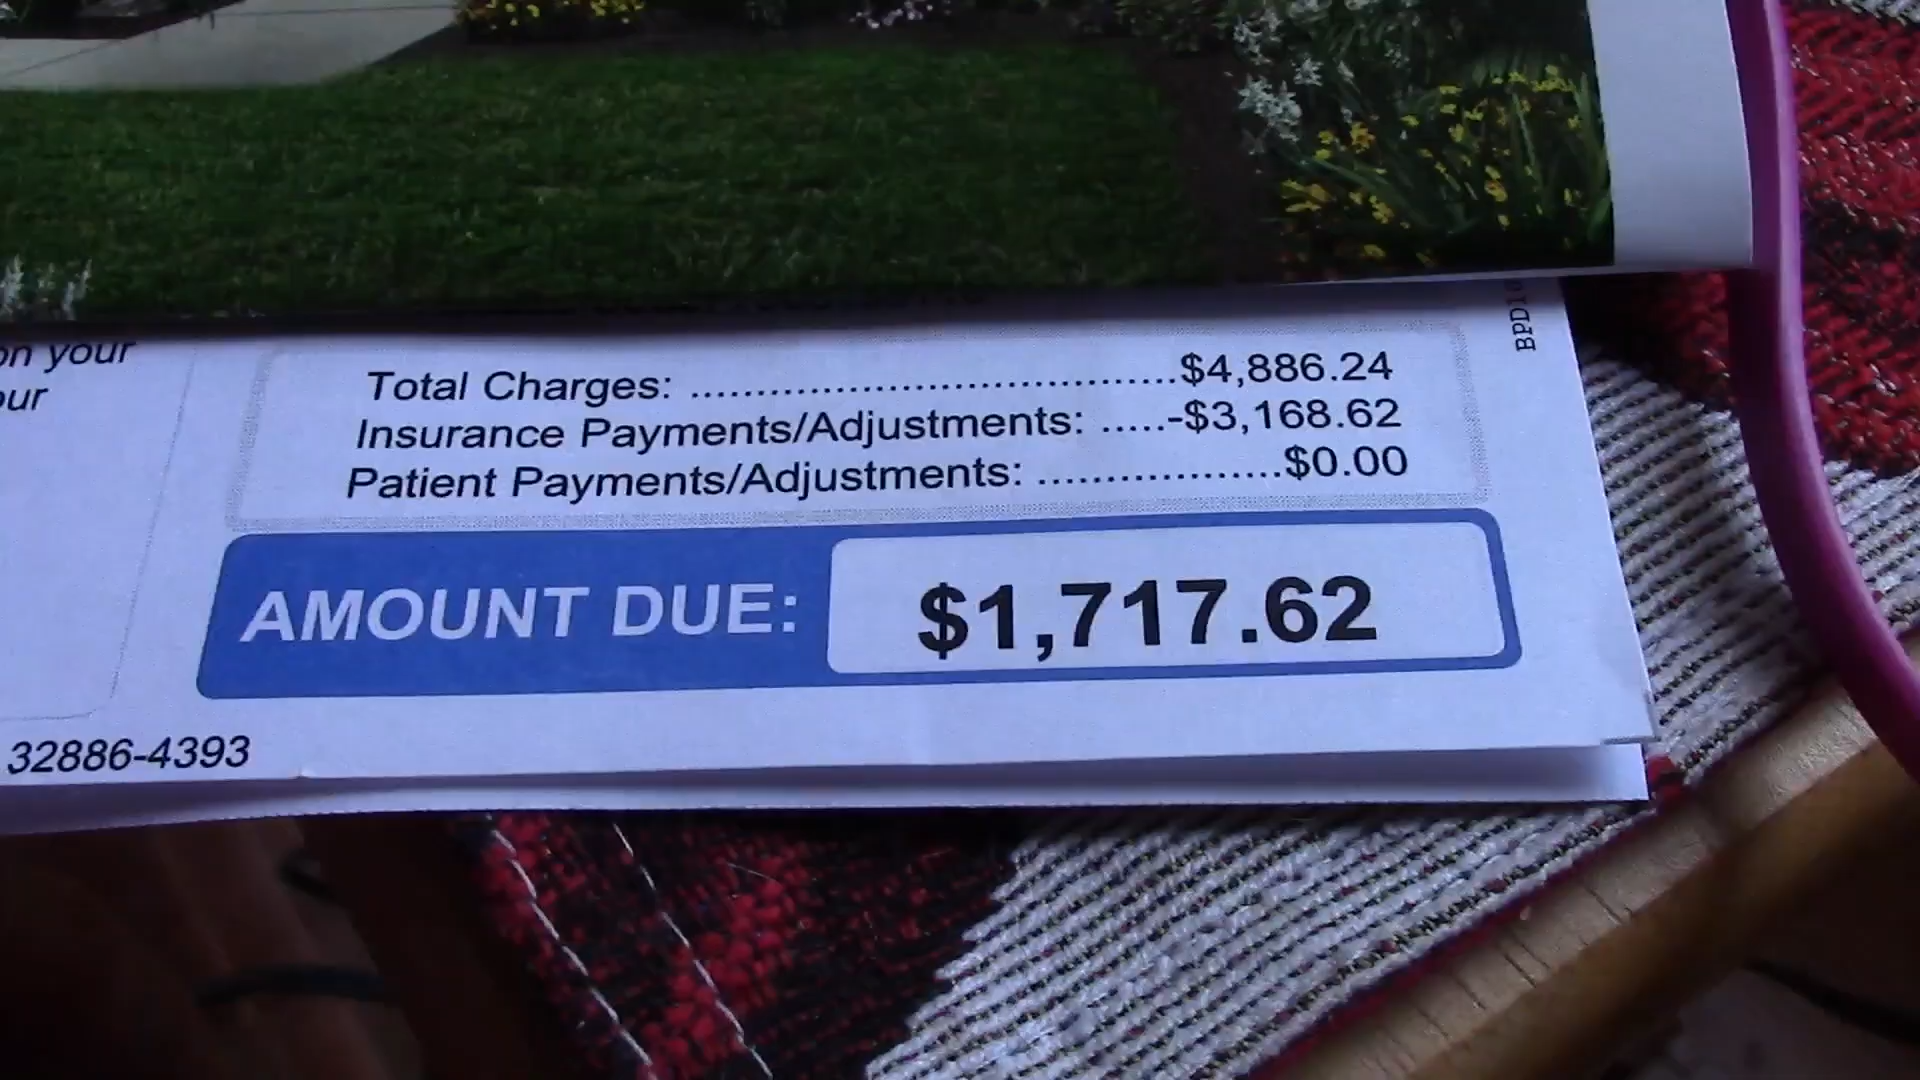 on your
our
Total Charges: ........................................$4,886.24
Insurance Payments/Adjustments: .....-$3,168.62
Patient Payments/Adjustments: ..................$0.00
AMOUNT DUE: $1,717.62
32886-4393